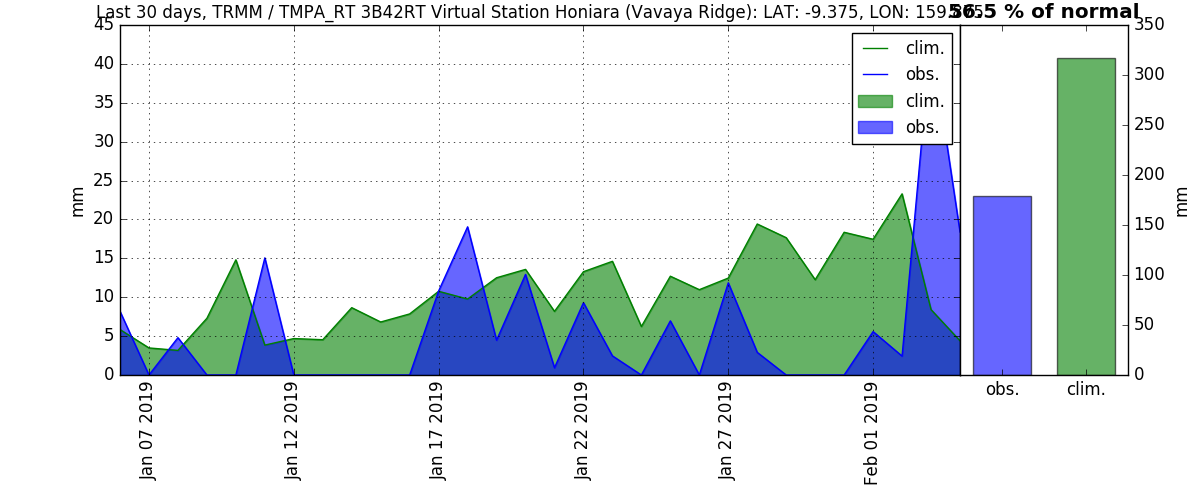 Last 30 days, TRMM / TMPA_RT 3B42RT Virtual Station Honiara (Vavaya Ridge): LAT: -9.375, LON:
56.5 % of normal
45
40
35
30
25
20
15
10
5
0
mm
clim.
obs.
clim.
obs.
350
300
250
200
150
100
50
0
mm
Jan 07 2019
Jan 12 2019
Jan 17 2019
Jan 22 2019
Jan 27 2019
Feb 01 2019
obs.
clim.